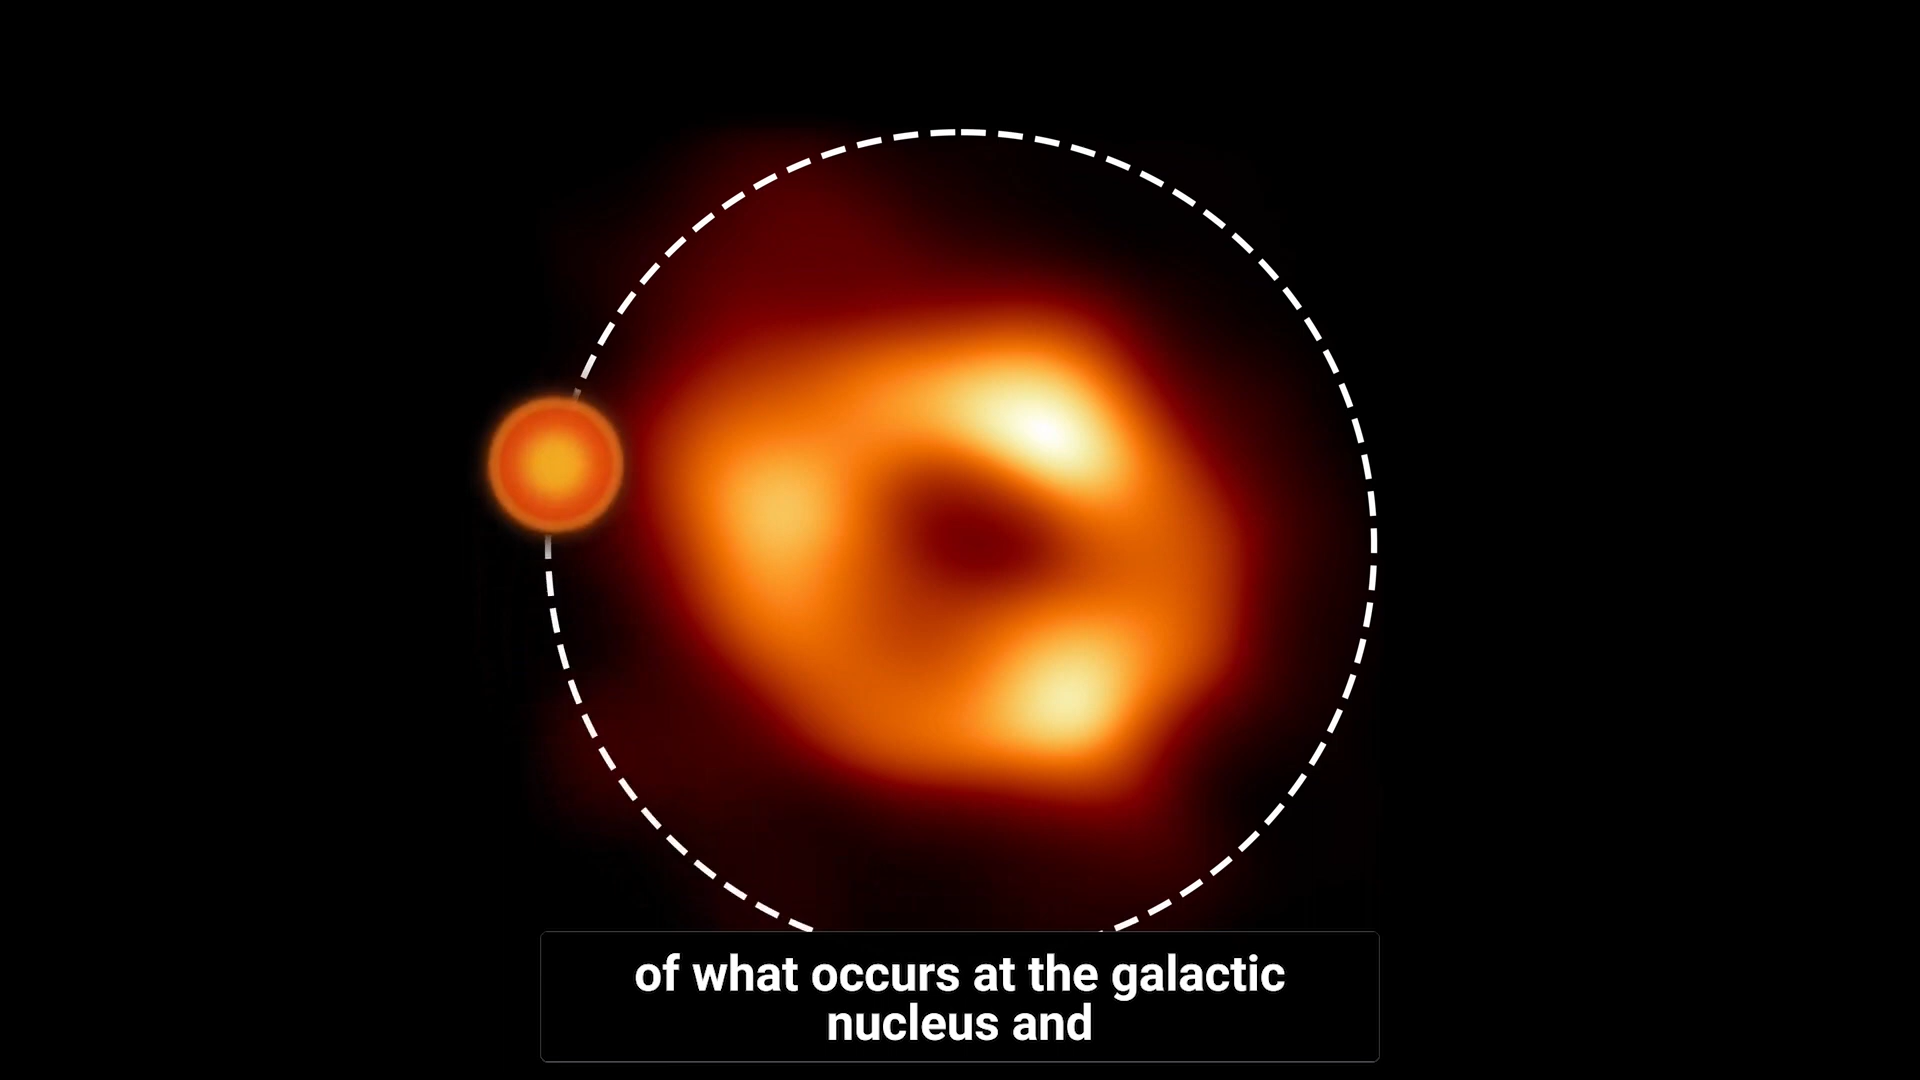 of what occurs at the galactic
nucleus and